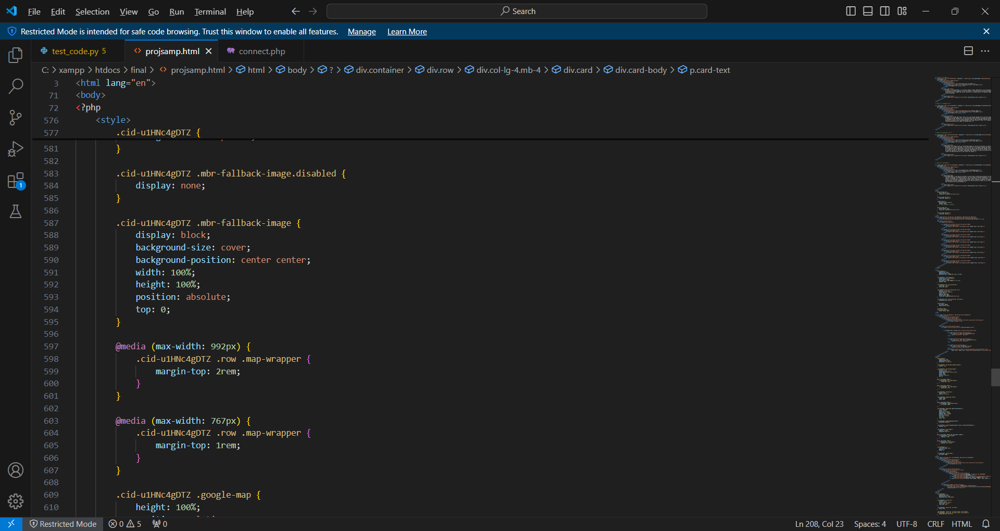 File Edit Selection View Go Run Terminal Help Search
Restricted Mode is intended for safe code browsing. Trust this window to enable all features. Manage Learn More
test_code.py 5 projsamp.html connect.php
C: > xampp > htdocs > final > projsamp.html > html > body > ? > div.container > div.row > div.col-lg-4.mb-4 > div.card > div.card-body > p.card-text
3 <html lang="en">
71 <body>
72 <?php
576 <style>
577 .cid-u1HNc4gDTZ {
581 }
582
583 .cid-u1HNc4gDTZ .mbr-fallback-image.disabled {
584 display: none;
585 }
586
587 .cid-u1HNc4gDTZ .mbr-fallback-image {
588 display: block;
589 background-size: cover;
590 background-position: center center;
591 width: 100%;
592 height: 100%;
593 position: absolute;
594 top: 0;
595 }
596
597 @media (max-width: 992px) {
598 .cid-u1HNc4gDTZ .row .map-wrapper {
599 margin-top: 2rem;
600 }
601 }
602
603 @media (max-width: 767px) {
604 .cid-u1HNc4gDTZ .row .map-wrapper {
605 margin-top: 1rem;
606 }
607 }
608
609 .cid-u1HNc4gDTZ .google-map {
610 height: 100%;
1
Restricted Mode 0 5 0 Ln 208, Col 23 Spaces: 4 UTF-8 CRLF HTML